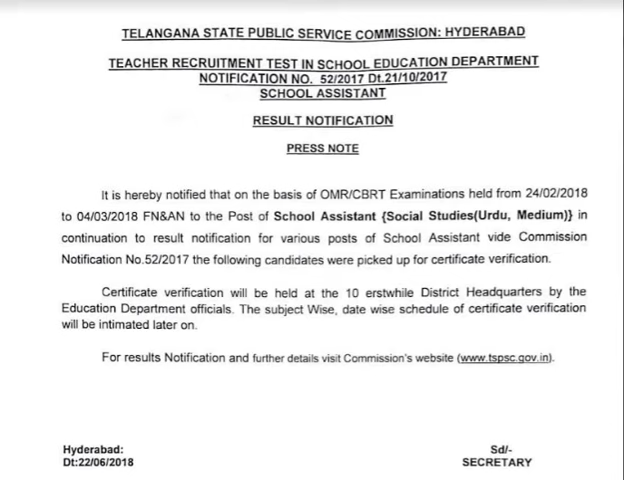 TELANGANA STATE PUBLIC SERVICE COMMISSION: HYDERABAD
TEACHER RECRUITMENT TEST IN SCHOOL EDUCATION DEPARTMENT
NOTIFICATION NO. 52/2017 Dt.21/10/2017
SCHOOL ASSISTANT
RESULT NOTIFICATION
PRESS NOTE
It is hereby notified that on the basis of OMR/CBRT Examinations held from 24/02/2018
to 04/03/2018 FN&AN to the Post of School Assistant {Social Studies(Urdu, Medium)} in
continuation to result notification for various posts of School Assistant vide Commission
Notification No.52/2017 the following candidates were picked up for certificate verification.
Certificate verification will be held at the 10 erstwhile District Headquarters by the
Education Department officials. The subject Wise, date wise schedule of certificate verification
will be intimated later on.
For results Notification and further details visit Commission's website (www.tspsc.gov.in).
Hyderabad:
Dt:22/06/2018
Sd/-
SECRETARY